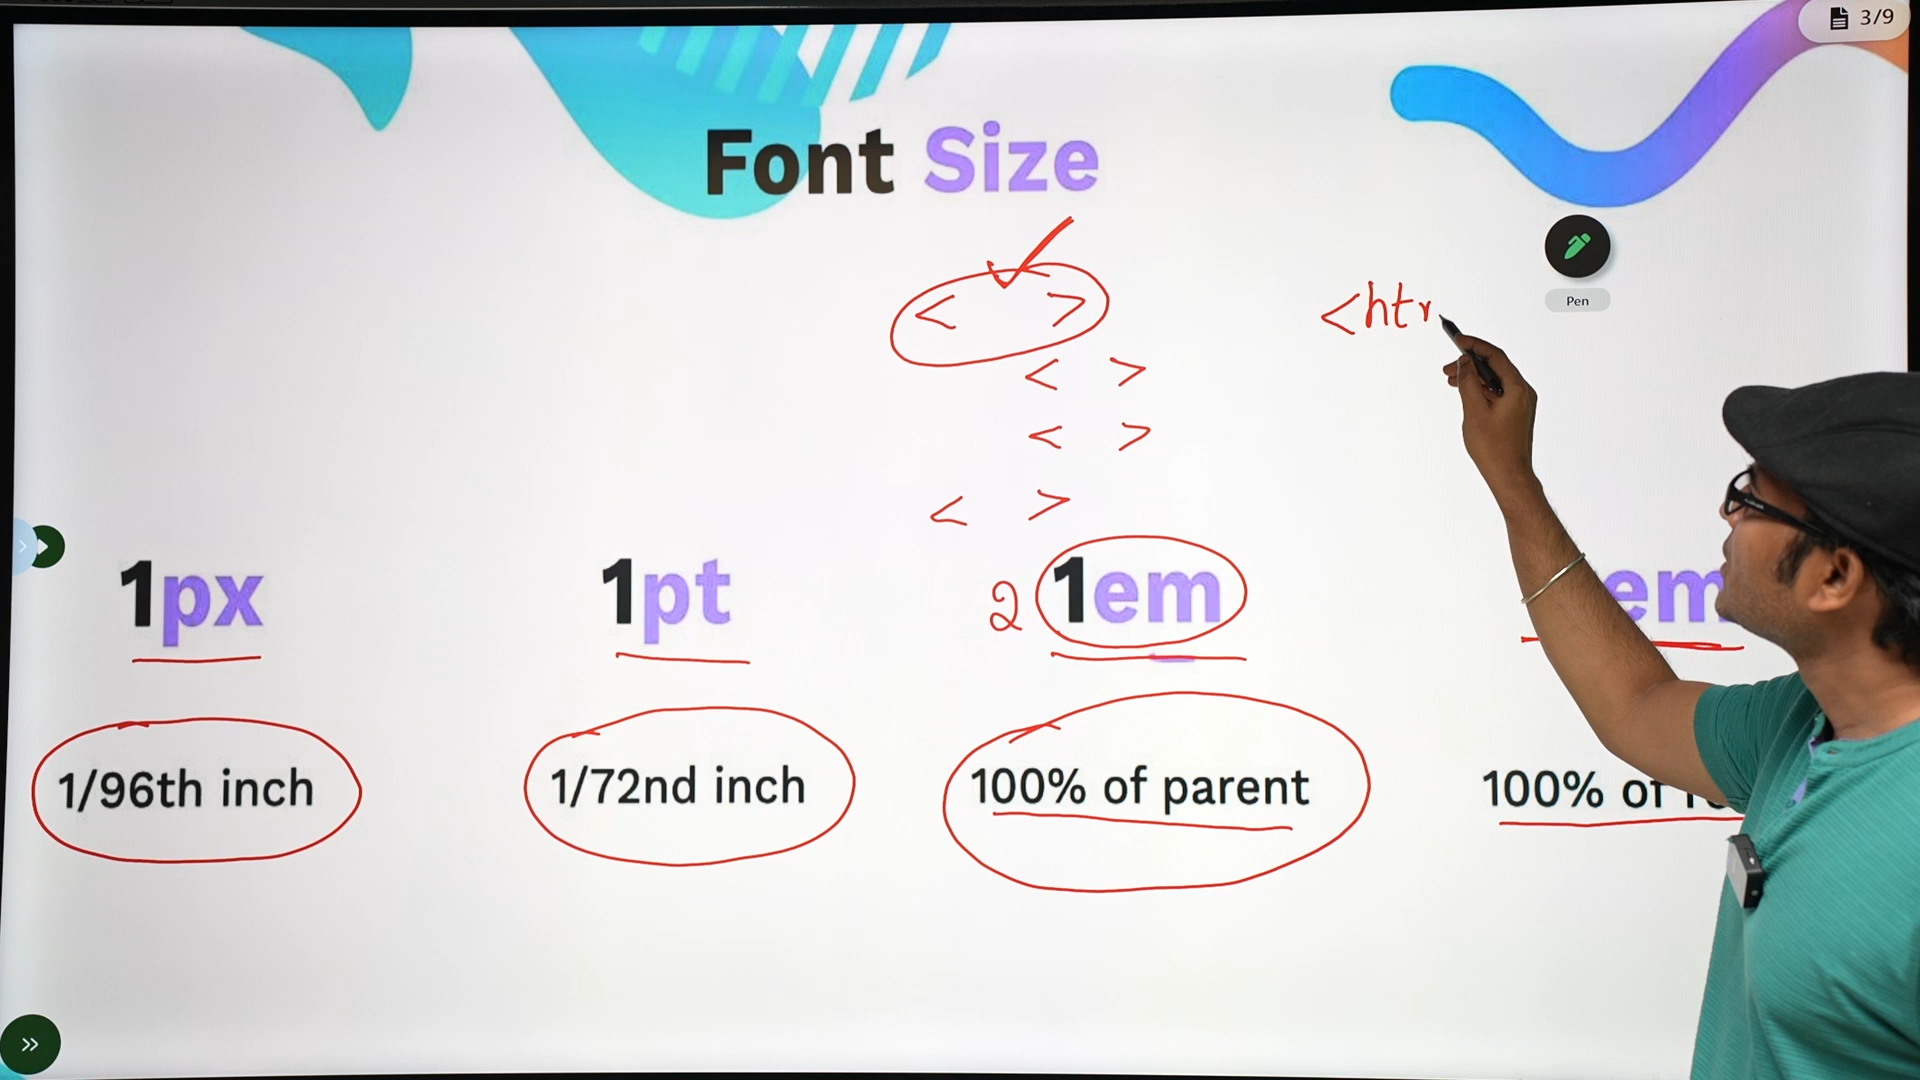 3/9
Font Size
< > <htr
Pen
< >
< >
< >
1px 1pt 2 1em em
1/96th inch 1/72nd inch 100% of parent 100% of